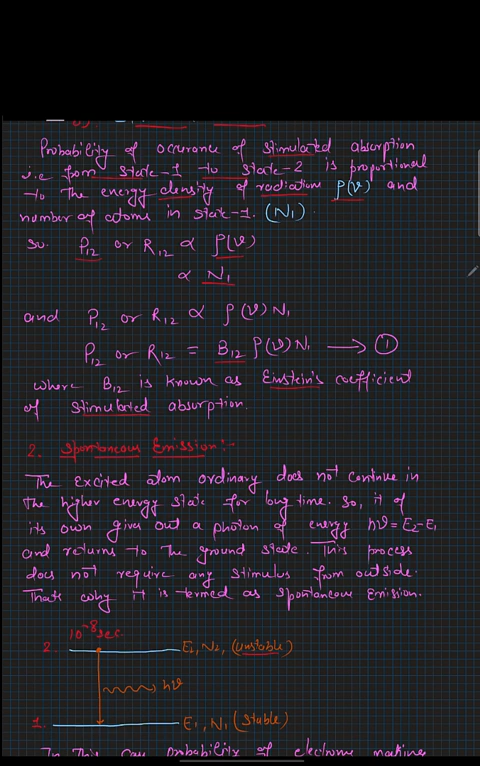 Probability of occurance of stimulated absorption
i.e from state-1 to state-2 is proportional
to the energy density of radiation ρ(ν) and
number of atoms in state-1. (N₁)
so. P₁₂ or R₁₂ ∝ ρ(ν)
∝ N₁
and P₁₂ or R₁₂ ∝ ρ(ν) N₁
P₁₂ or R₁₂ = B₁₂ ρ(ν) N₁ → ①
where B₁₂ is known as Einstein's coefficient
of stimulated absorption.
2. Spontaneous Emission:-
The excited atom ordinary does not continue in
the higher energy state for long time. So, it of
its own gives out a photon of energy hν = E₂-E₁
and returns to the ground state. This process
does not require any stimulus from outside.
Thats why it is termed as spontaneous emission.
10⁻⁸ sec.
2. E₂, N₂, (unstable)
hν
1. E₁, N₁ (stable)
In this case probability of